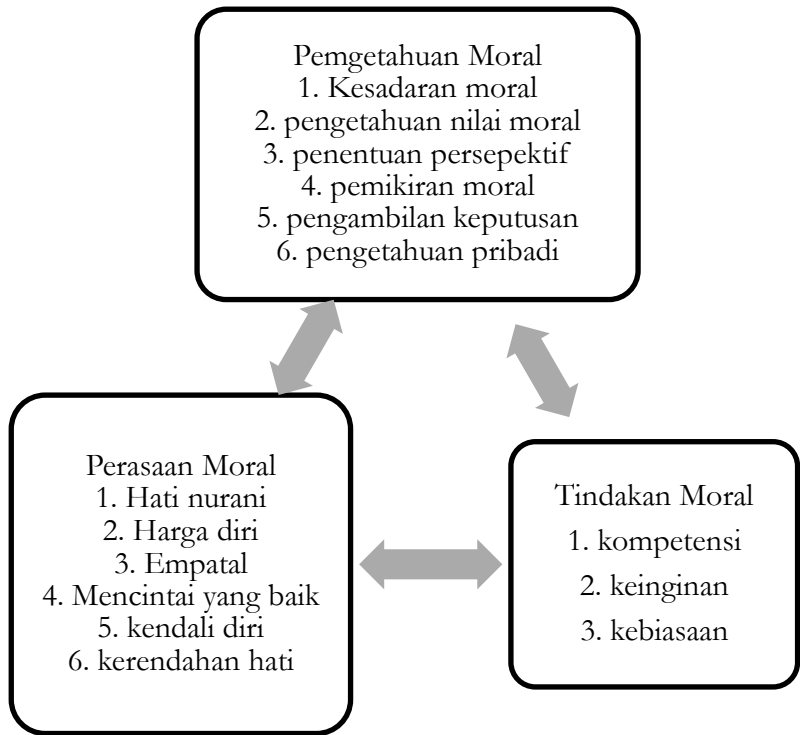 Pemgetahuan Moral
1. Kesadaran moral
2. pengetahuan nilai moral
3. penentuan persepektif
4. pemikiran moral
5. pengambilan keputusan
6. pengetahuan pribadi
Perasaan Moral
1. Hati nurani
2. Harga diri
3. Empatal
4. Mencintai yang baik
5. kendali diri
6. kerendahan hati
Tindakan Moral
1. kompetensi
2. keinginan
3. kebiasaan